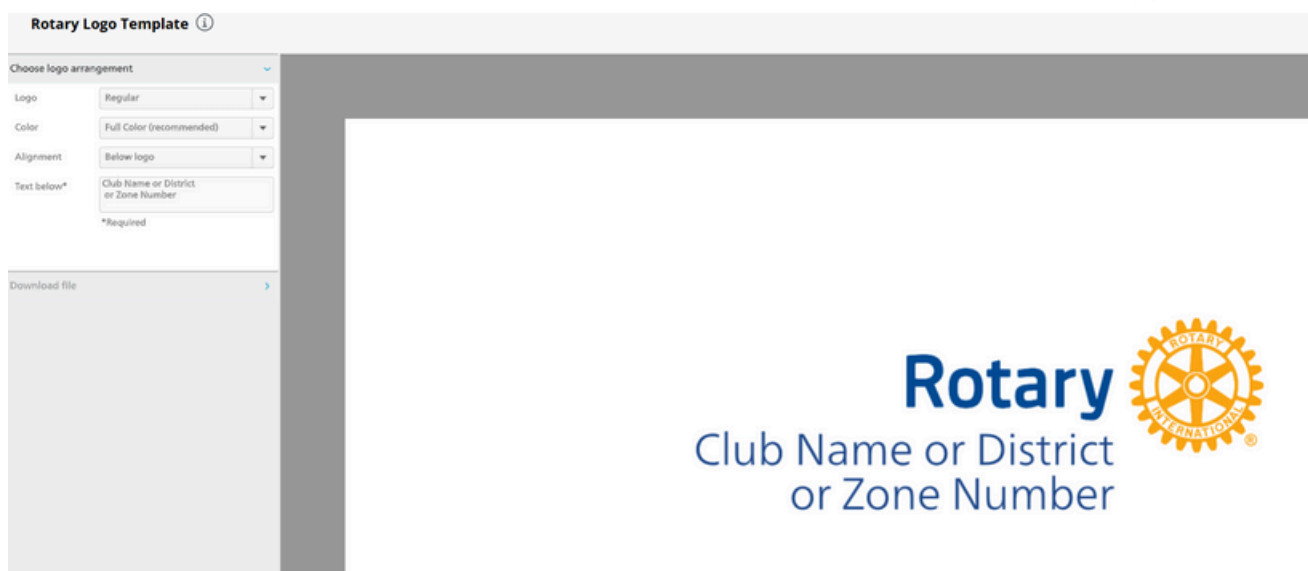 Rotary Logo Template ⓘ
Choose logo arrangement
Logo Regular
Color Full Color (recommended)
Alignment Below logo
Text below* Club Name or District
or Zone Number
*Required
Download file
Rotary
Club Name or District
or Zone Number
ROTARY
INTERNATIONAL
®